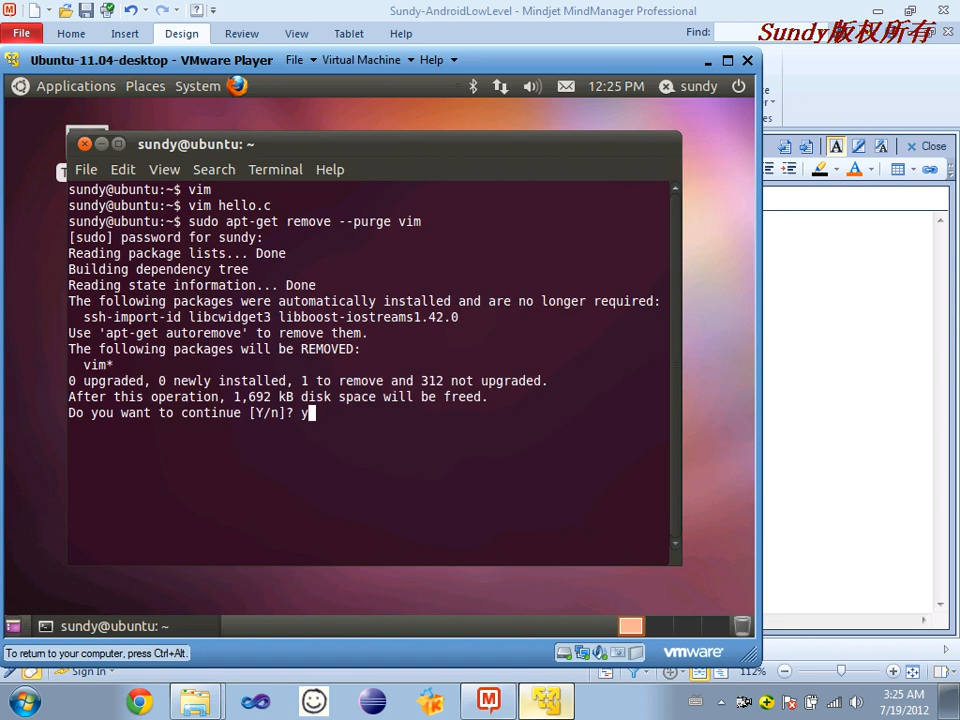 Sundy-AndroidLowLevel - Mindjet MindManager Professional
File Home Insert Design Review View Tablet Help Find:
Sundy版权所有
Ubuntu-11.04-desktop - VMware Player File Virtual Machine Help
Applications Places System 12:25 PM sundy
sundy@ubuntu: ~
File Edit View Search Terminal Help
Close
sundy@ubuntu:~$ vim
sundy@ubuntu:~$ vim hello.c
sundy@ubuntu:~$ sudo apt-get remove --purge vim
[sudo] password for sundy:
Reading package lists... Done
Building dependency tree
Reading state information... Done
The following packages were automatically installed and are no longer required:
ssh-import-id libcwidget3 libboost-iostreams1.42.0
Use 'apt-get autoremove' to remove them.
The following packages will be REMOVED:
vim*
0 upgraded, 0 newly installed, 1 to remove and 312 not upgraded.
After this operation, 1,692 kB disk space will be freed.
Do you want to continue [Y/n]? y
sundy@ubuntu: ~
To return to your computer, press Ctrl+Alt.
vmware
Sign In 112%
3:25 AM
7/19/2012